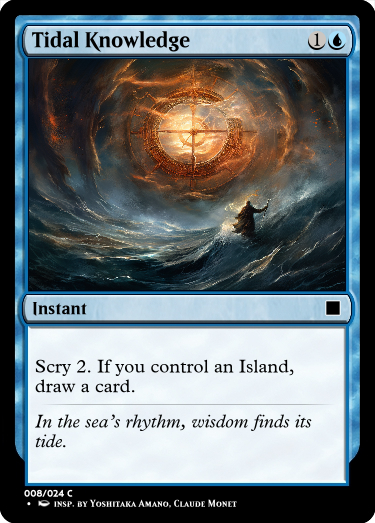 Tidal Knowledge 1
Instant
Scry 2. If you control an Island,
draw a card.
In the sea's rhythm, wisdom finds its
tide.
008/024 C
• INSP. BY YOSHITAKA AMANO, CLAUDE MONET